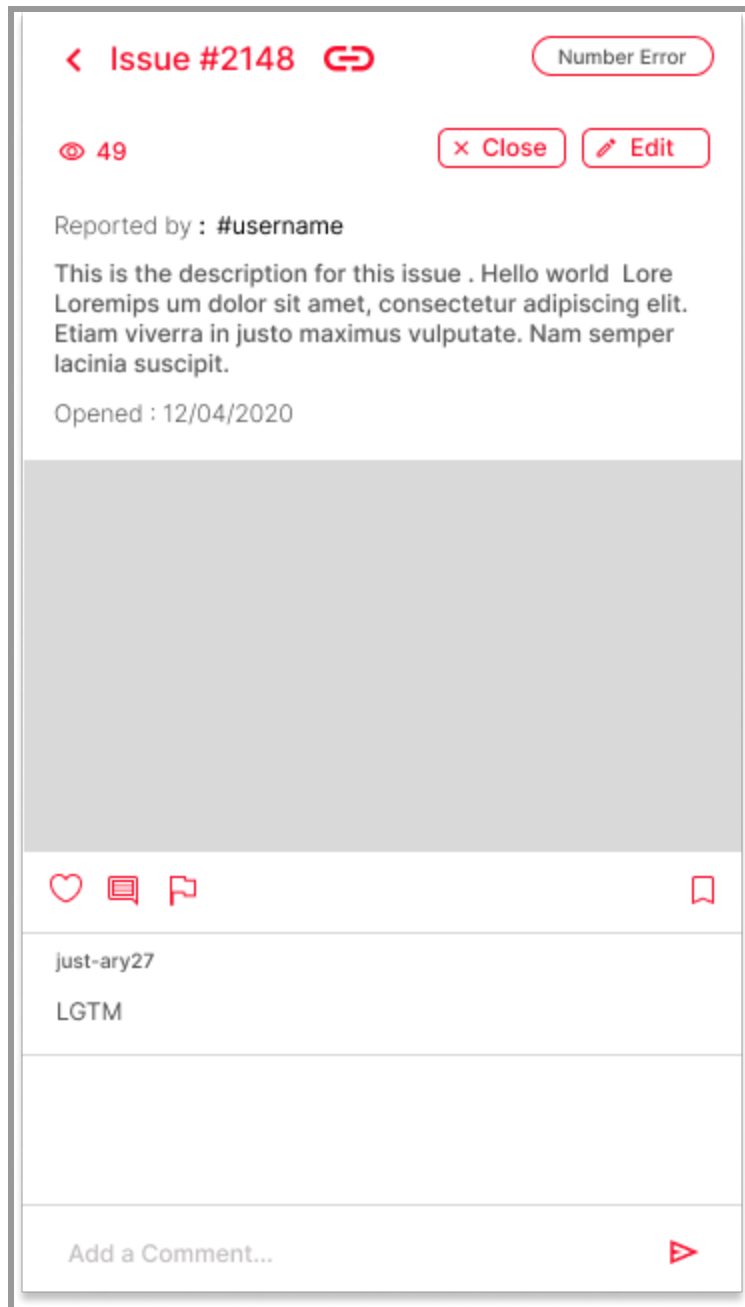 Issue #2148
Number Error
49
Close
Edit
Reported by : #username
This is the description for this issue . Hello world  Lore
Loremips um dolor sit amet, consectetur adipiscing elit.
Etiam viverra in justo maximus vulputate. Nam semper
lacinia suscipit.
Opened : 12/04/2020
just-ary27
LGTM
Add a Comment...